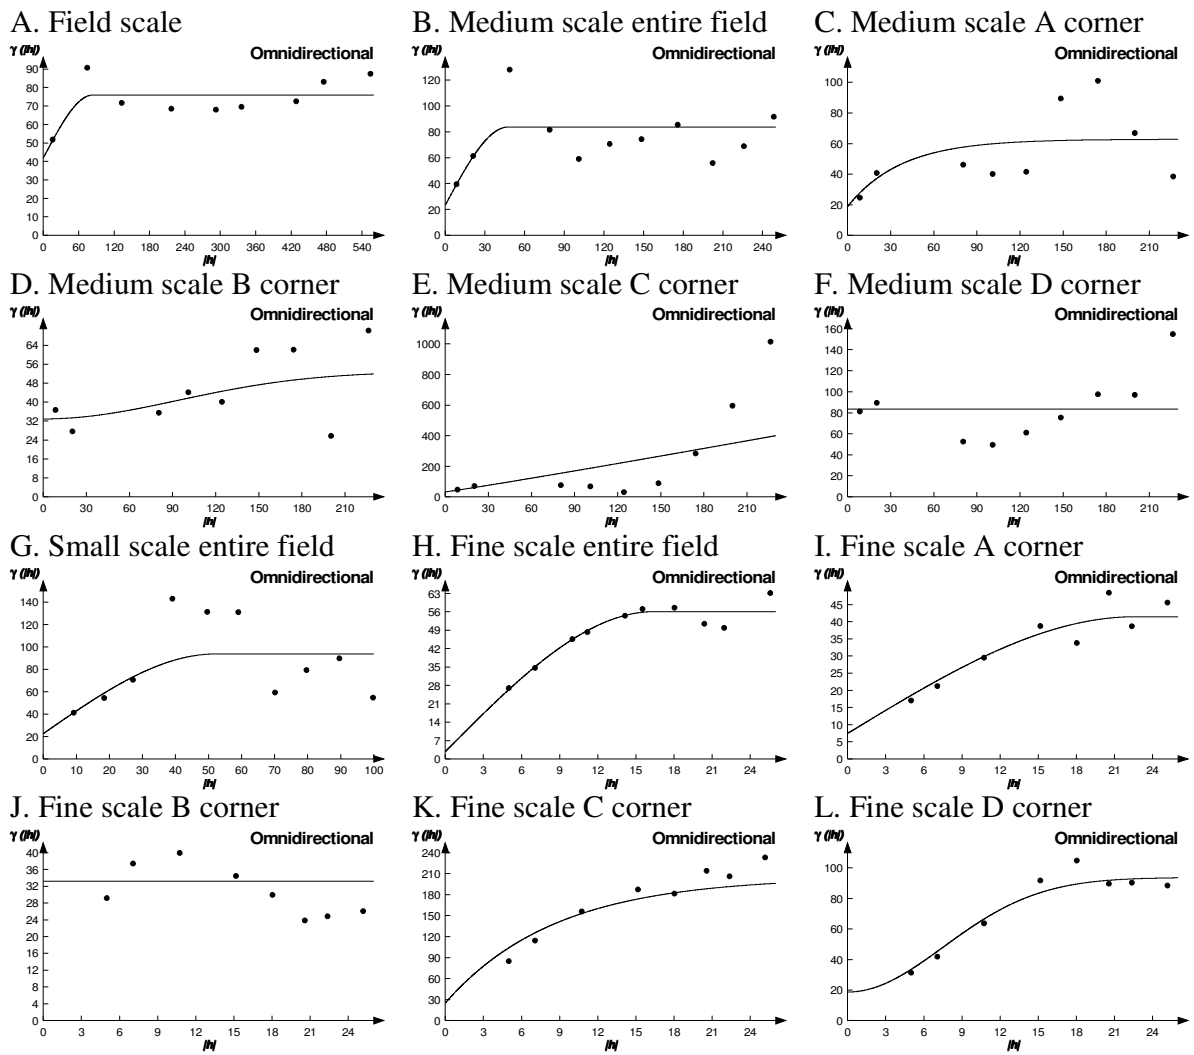 A. Field scale
γ (|h|)
Omnidirectional
90
80
70
60
50
40
30
20
10
0
0 60 120 180 240 300 360 420 480 540
|h|
B. Medium scale entire field
γ (|h|)
Omnidirectional
120
100
80
60
40
20
0
0 30 60 90 120 150 180 210 240
|h|
C. Medium scale A corner
γ (|h|)
Omnidirectional
100
80
60
40
20
0
0 30 60 90 120 150 180 210
|h|
D. Medium scale B corner
γ (|h|)
Omnidirectional
64
56
48
40
32
24
16
8
0
0 30 60 90 120 150 180 210
|h|
E. Medium scale C corner
γ (|h|)
Omnidirectional
1000
600
400
200
0
0 30 60 90 120 150 180 210
|h|
F. Medium scale D corner
γ (|h|)
Omnidirectional
160
140
120
100
80
60
40
20
0
0 30 60 90 120 150 180 210
|h|
G. Small scale entire field
γ (|h|)
Omnidirectional
140
120
100
80
60
40
20
0
0 10 20 30 40 50 60 70 80 90 100
|h|
H. Fine scale entire field
γ (|h|)
Omnidirectional
63
56
49
42
35
28
21
14
7
0
0 3 6 9 12 15 18 21 24
|h|
I. Fine scale A corner
γ (|h|)
Omnidirectional
45
40
35
30
25
20
15
10
5
0
0 3 6 9 12 15 18 21 24
|h|
J. Fine scale B corner
γ (|h|)
Omnidirectional
40
36
32
28
24
20
16
12
8
4
0
0 3 6 9 12 15 18 21 24
|h|
K. Fine scale C corner
γ (|h|)
Omnidirectional
240
210
180
150
120
90
60
30
0
0 3 6 9 12 15 18 21 24
|h|
L. Fine scale D corner
γ (|h|)
Omnidirectional
100
80
60
40
20
0
0 3 6 9 12 15 18 21 24
|h|